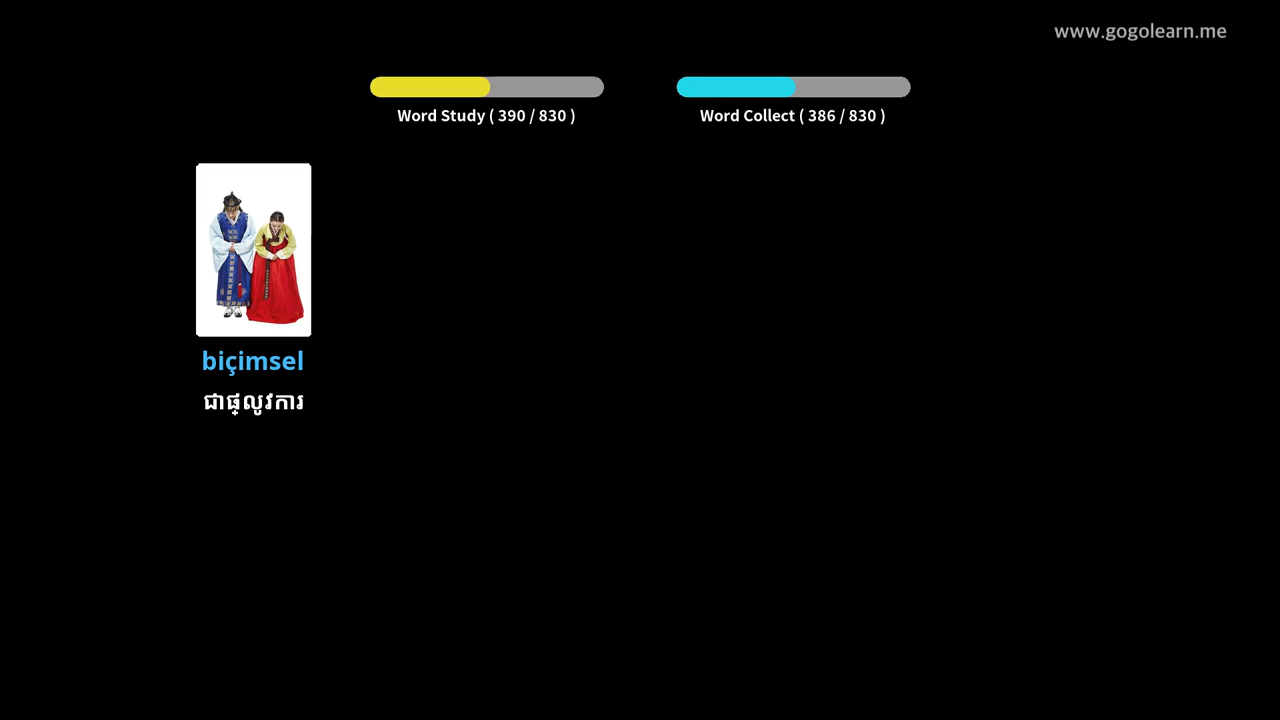 www.gogolearn.me
Word Study ( 390 / 830 )
Word Collect ( 386 / 830 )
biçimsel
ជាផ្លូវការ